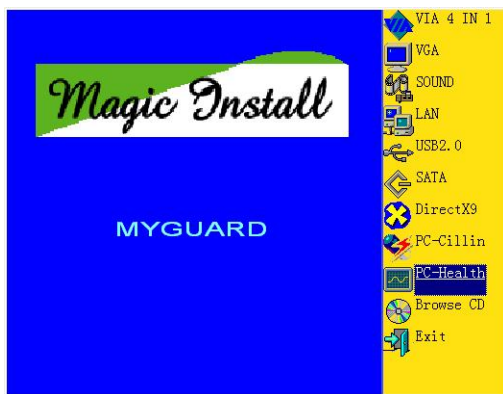 Magic Install
MYGUARD
VIA 4 IN 1
VGA
SOUND
LAN
USB2.0
SATA
DirectX9
PC-Cillin
PC-Health
Browse CD
Exit